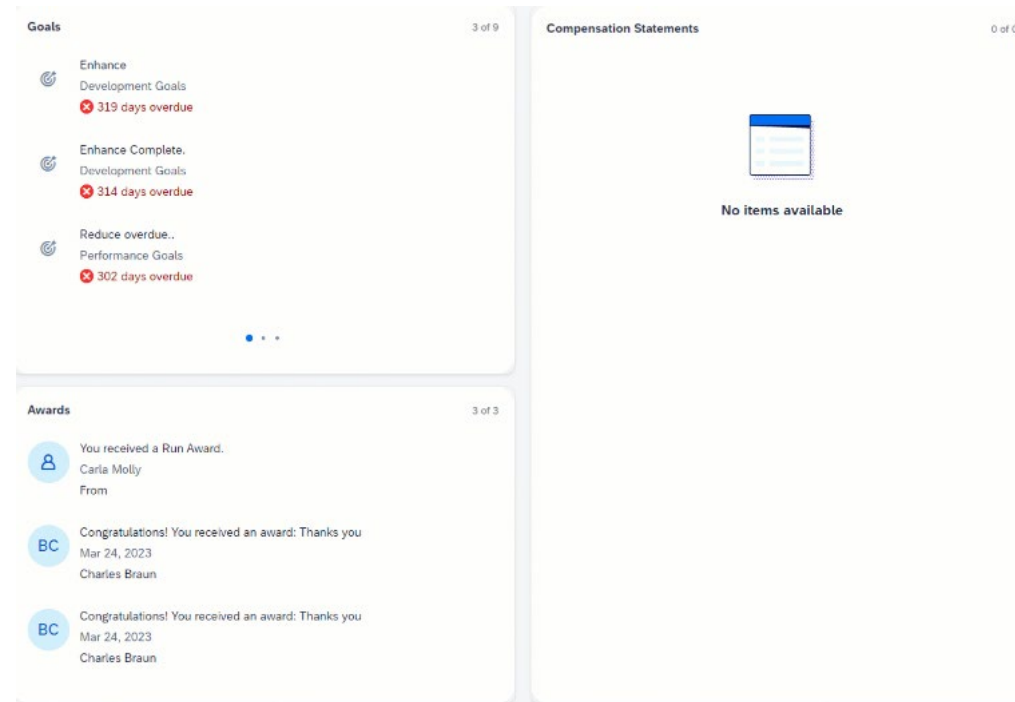 Goals
3 of 9
Enhance
Development Goals
319 days overdue
Enhance Complete.
Development Goals
314 days overdue
Reduce overdue..
Performance Goals
302 days overdue
Awards
3 of 3
You received a Run Award.
Carla Molly
From
BC
Congratulations! You received an award: Thanks you
Mar 24, 2023
Charles Braun
BC
Congratulations! You received an award: Thanks you
Mar 24, 2023
Charles Braun
Compensation Statements
0 of
No items available